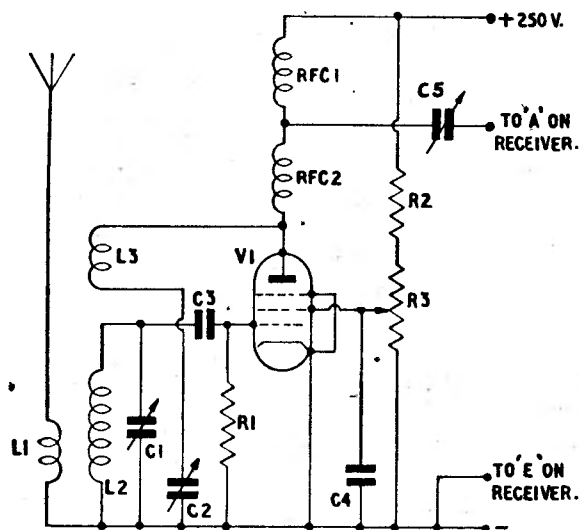 + 250 V.
RFC1
C5
TO 'A' ON
RECEIVER.
RFC2
R2
L3
V1
C3
R3
L1
L2
C1
R1
C2
C4
TO 'E' ON
RECEIVER.
−